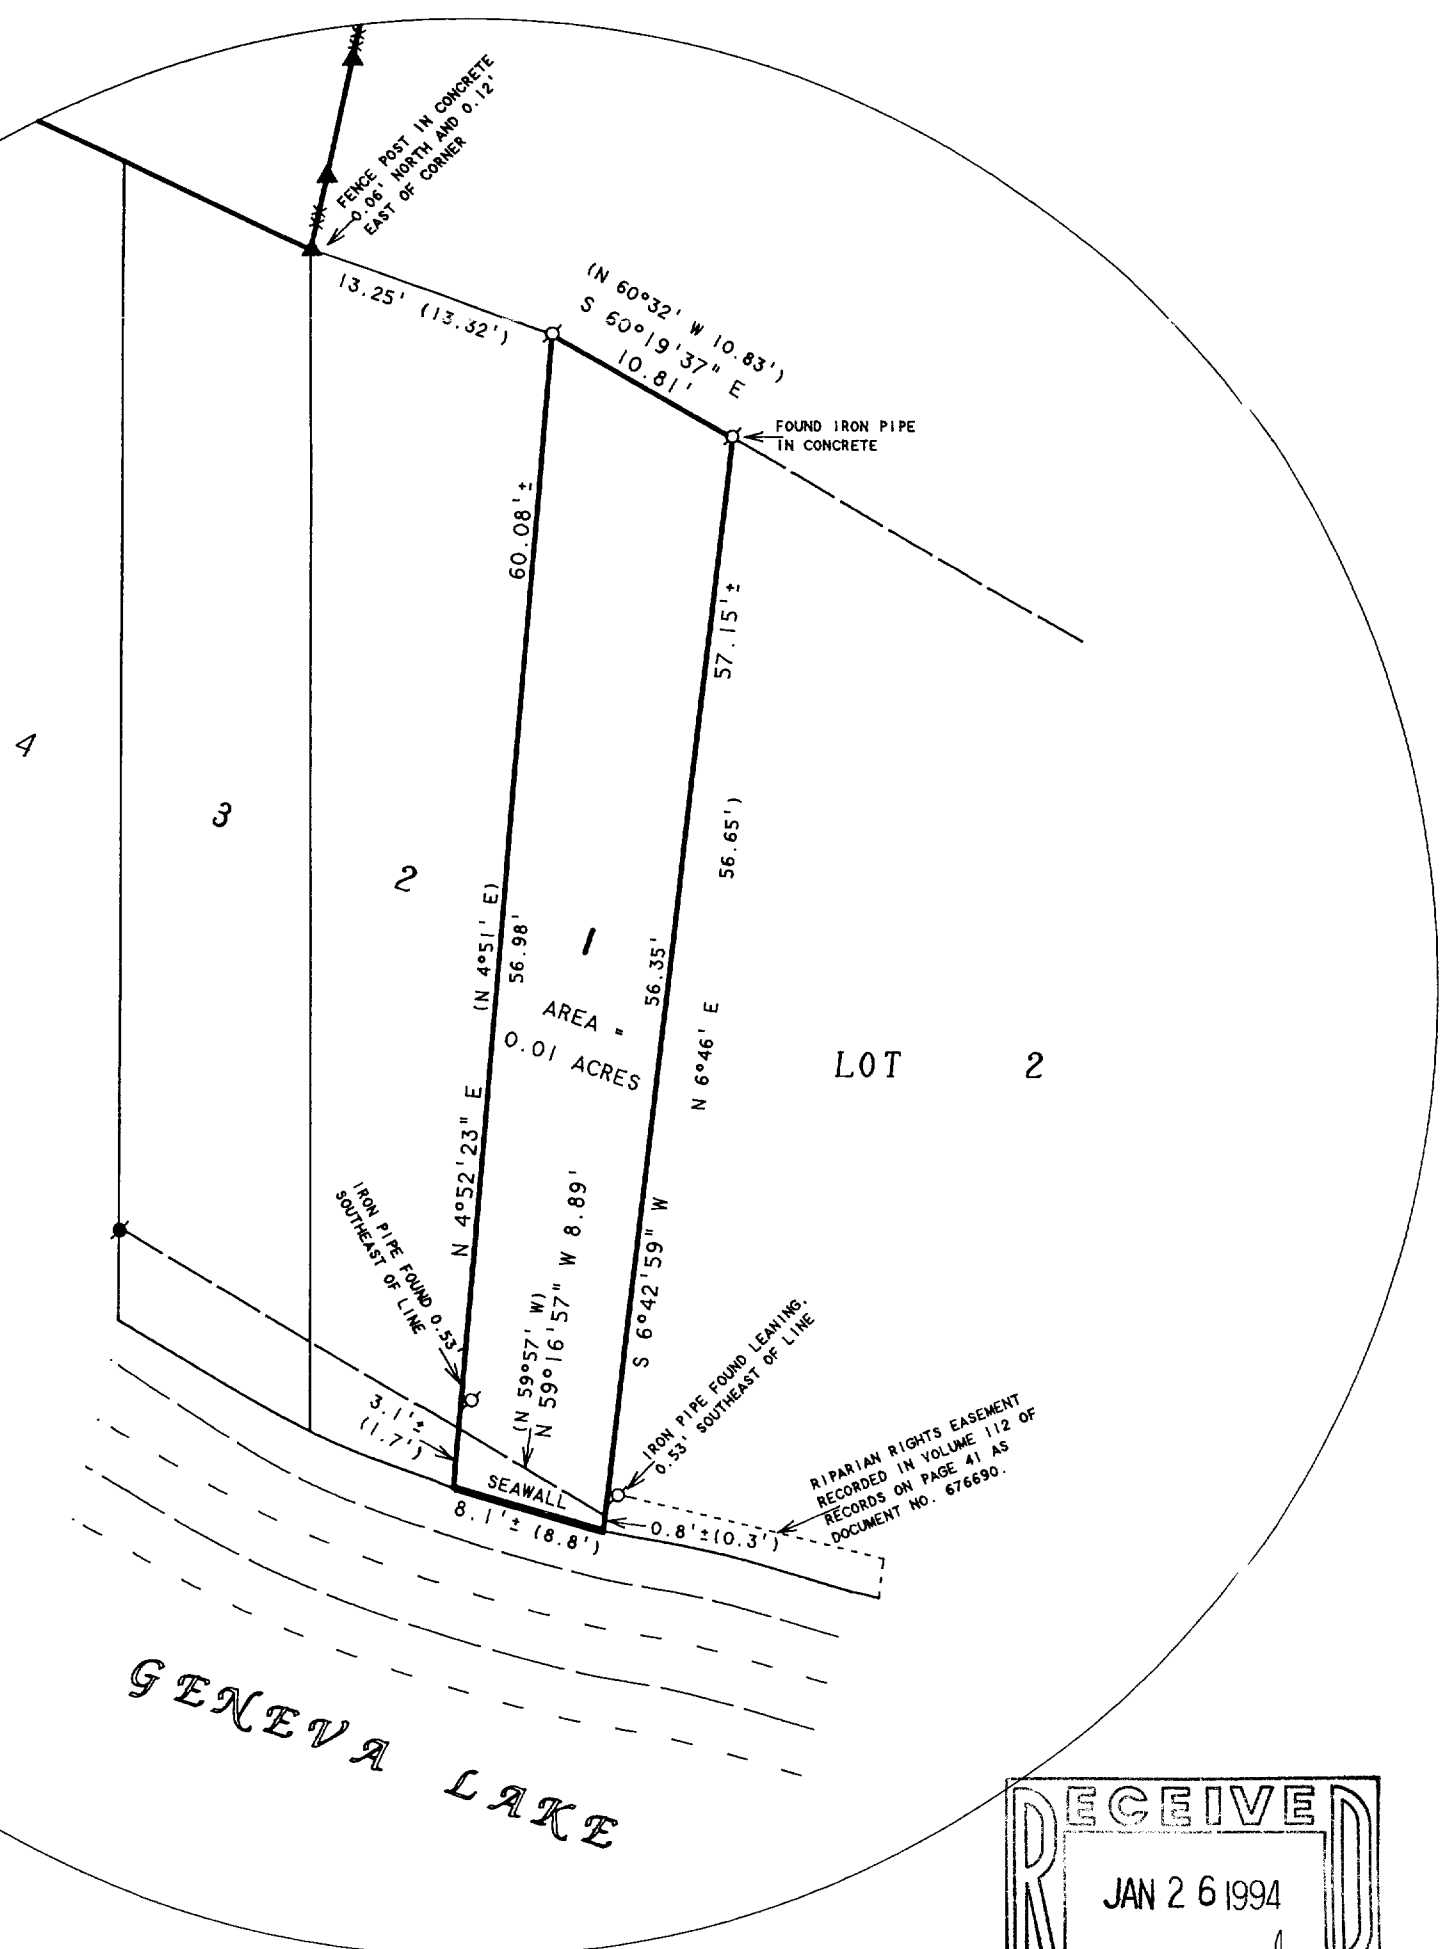 FENCE POST IN CONCRETE
0.06' NORTH AND 0.12'
EAST OF CORNER
13.25' (13.32')
(N 60°32' W 10.83')
S 60°19'37" E
10.81'
FOUND IRON PIPE
IN CONCRETE
60.08'±
57.15'±
4
3
2
56.65')
(N 4°51' E)
56.98'
1
56.35'
AREA =
0.01 ACRES
N 6°46' E
LOT 2
N 4°52'23" E
S 6°42'59" W
IRON PIPE FOUND 0.53'
SOUTHEAST OF LINE
(N 59°57' W)
N 59°16'57" W 8.89'
IRON PIPE FOUND LEANING,
0.53' SOUTHEAST OF LINE
3.1'±
(1.7')
SEAWALL
8.1'± (8.8')
0.8'±(0.3')
RIPARIAN RIGHTS EASEMENT
RECORDED IN VOLUME 112 OF
RECORDS ON PAGE 41 AS
DOCUMENT NO. 676690.
GENEVA LAKE
RECEIVED
JAN 26 1994